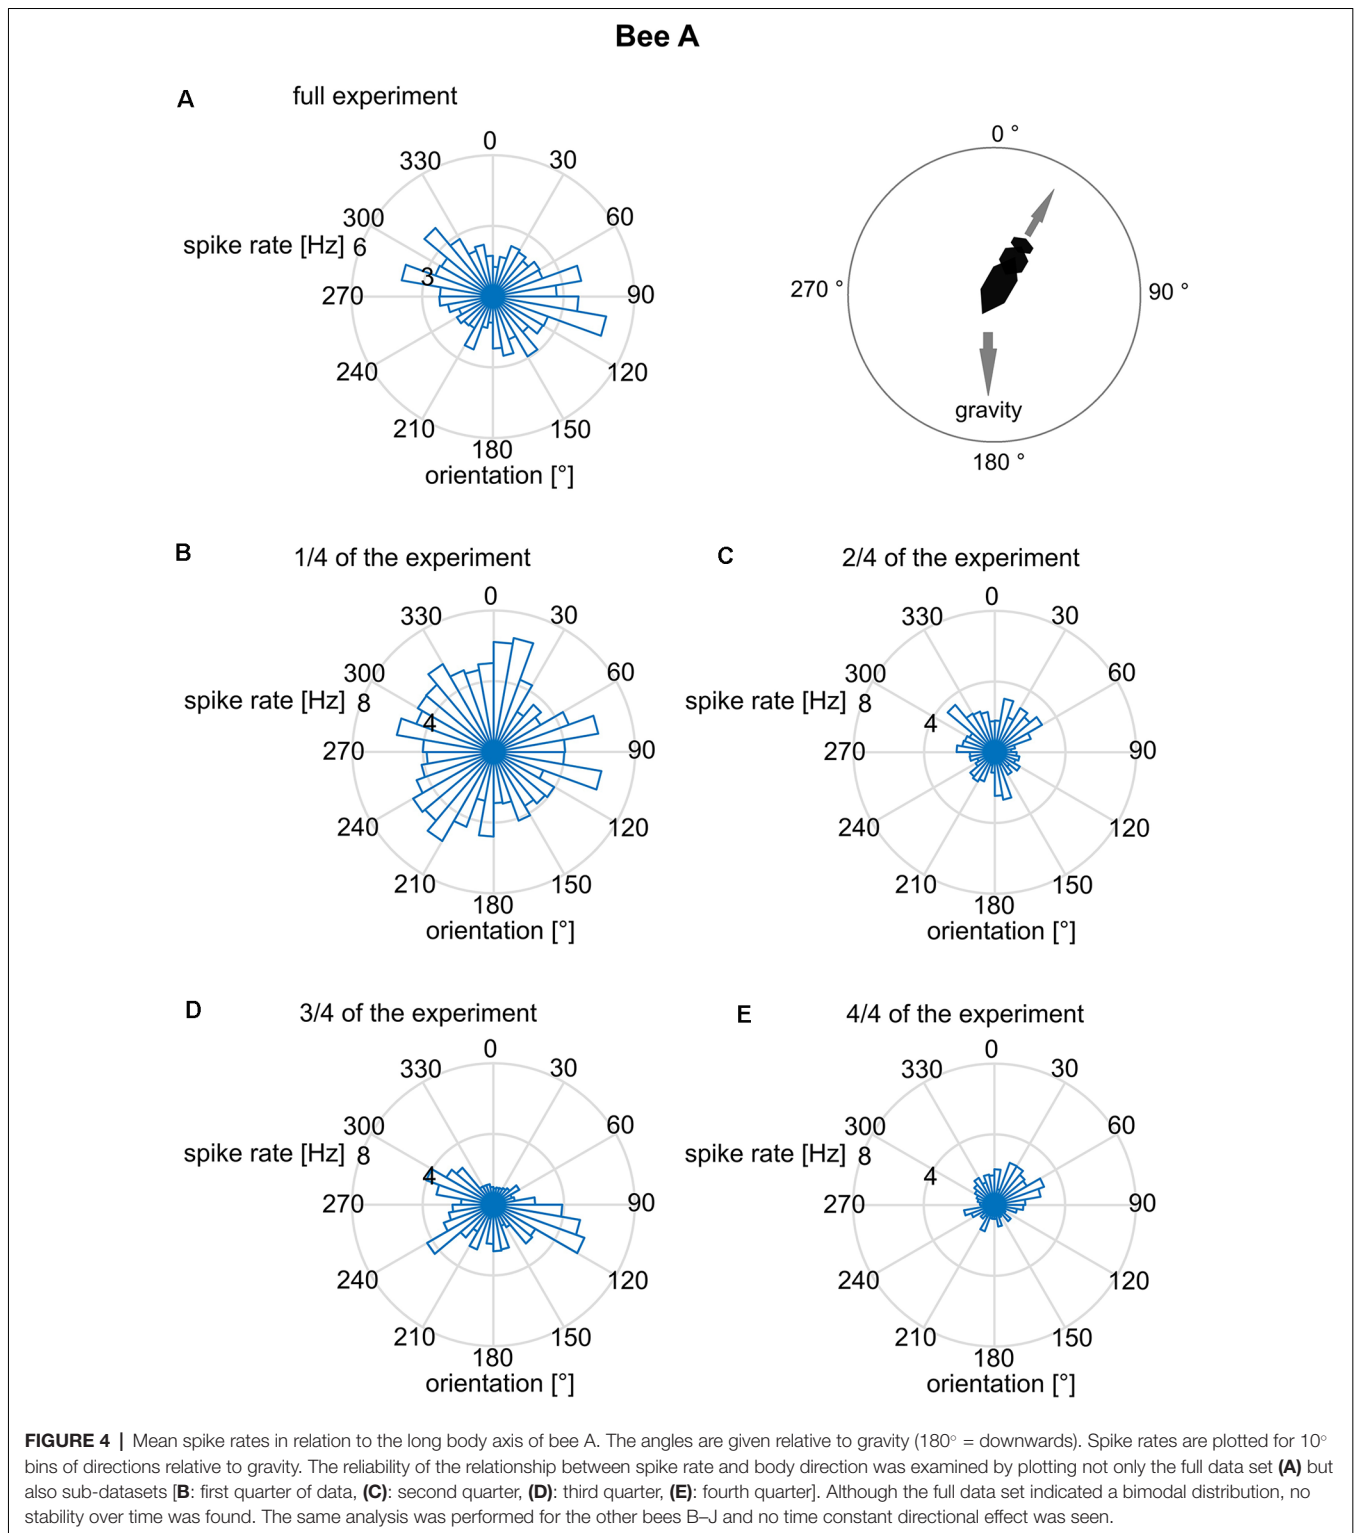 Bee A
A full experiment
0
330 30
300 60
spike rate [Hz] 6
3
270 90
240 120
210 150
180
orientation [°]
0 °
270 ° 90 °
gravity
180 °
B 1/4 of the experiment
0
330 30
300 60
spike rate [Hz] 8
4
270 90
240 120
210 150
180
orientation [°]
C 2/4 of the experiment
0
330 30
300 60
spike rate [Hz] 8
4
270 90
240 120
210 150
180
orientation [°]
D 3/4 of the experiment
0
330 30
300 60
spike rate [Hz] 8
4
270 90
240 120
210 150
180
orientation [°]
E 4/4 of the experiment
0
330 30
300 60
spike rate [Hz] 8
4
270 90
240 120
210 150
180
orientation [°]
FIGURE 4 | Mean spike rates in relation to the long body axis of bee A. The angles are given relative to gravity (180° = downwards). Spike rates are plotted for 10°
bins of directions relative to gravity. The reliability of the relationship between spike rate and body direction was examined by plotting not only the full data set (A) but
also sub-datasets [B: first quarter of data, (C): second quarter, (D): third quarter, (E): fourth quarter]. Although the full data set indicated a bimodal distribution, no
stability over time was found. The same analysis was performed for the other bees B–J and no time constant directional effect was seen.